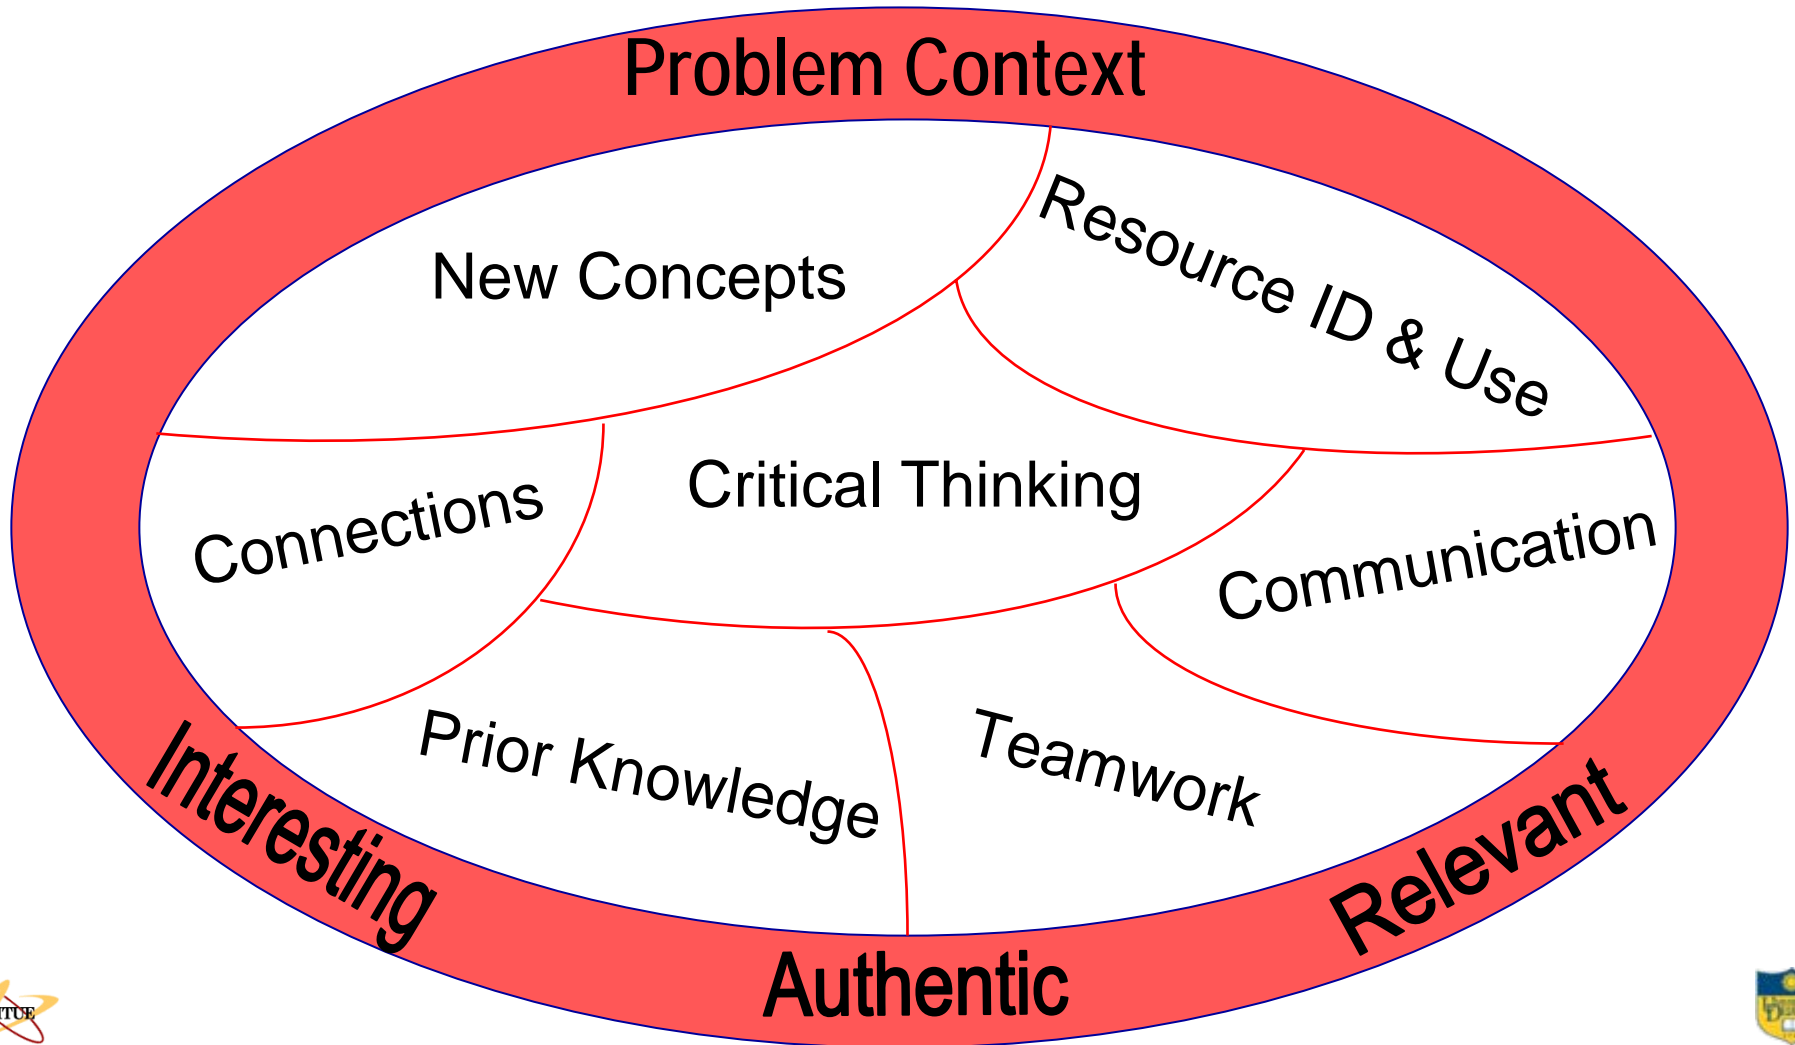 Problem Context
New Concepts
Resource ID & Use
Connections
Critical Thinking
Communication
Prior Knowledge
Teamwork
Interesting
Authentic
Relevant